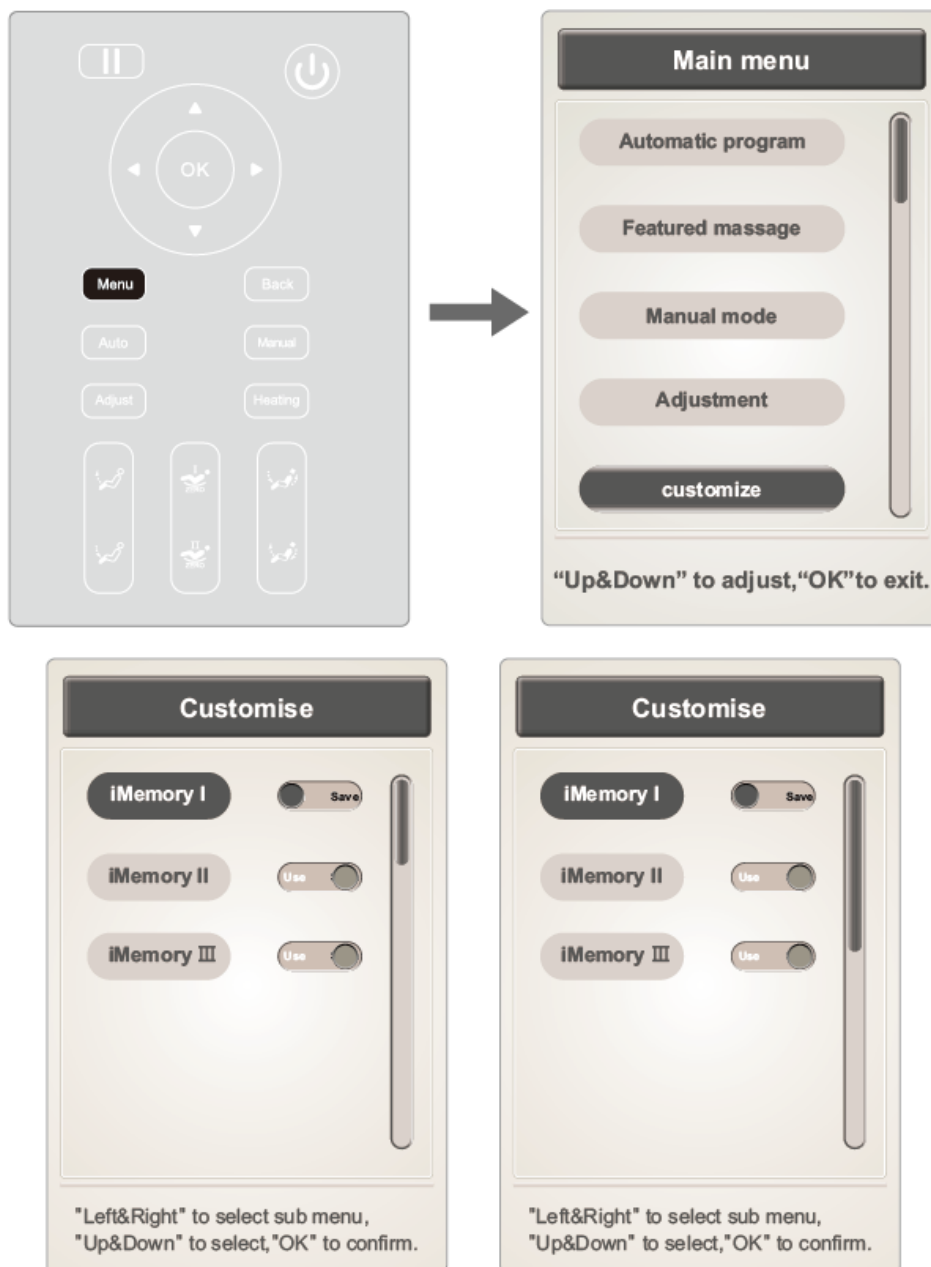 OK
Menu
Back
Auto
Manual
Adjust
Heating
I
ZERO
II
ZERO
Main menu
Automatic program
Featured massage
Manual mode
Adjustment
customize
“Up&Down” to adjust,“OK”to exit.
Customise
iMemory I
Save
iMemory II
Use
iMemory III
Use
"Left&Right" to select sub menu,
"Up&Down" to select,"OK" to confirm.
Customise
iMemory I
Save
iMemory II
Use
iMemory III
Use
"Left&Right" to select sub menu,
"Up&Down" to select,"OK" to confirm.